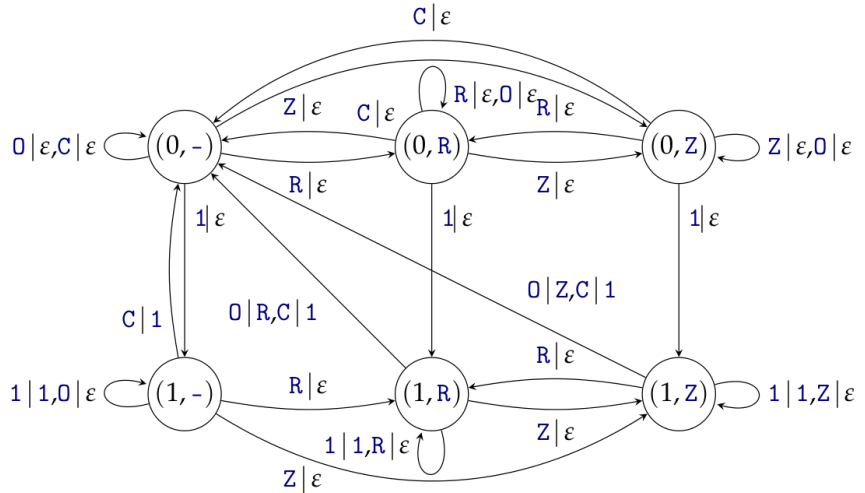 C|ε
Z|ε
C|ε
R|ε,O|ε
R|ε
O|ε,C|ε
(0,-)
(0,R)
(0,Z)
Z|ε,O|ε
R|ε
Z|ε
1|ε
1|ε
1|ε
C|1
O|R,C|1
O|Z,C|1
1|1,O|ε
(1,-)
R|ε
(1,R)
R|ε
(1,Z)
1|1,Z|ε
1|1,R|ε
Z|ε
Z|ε